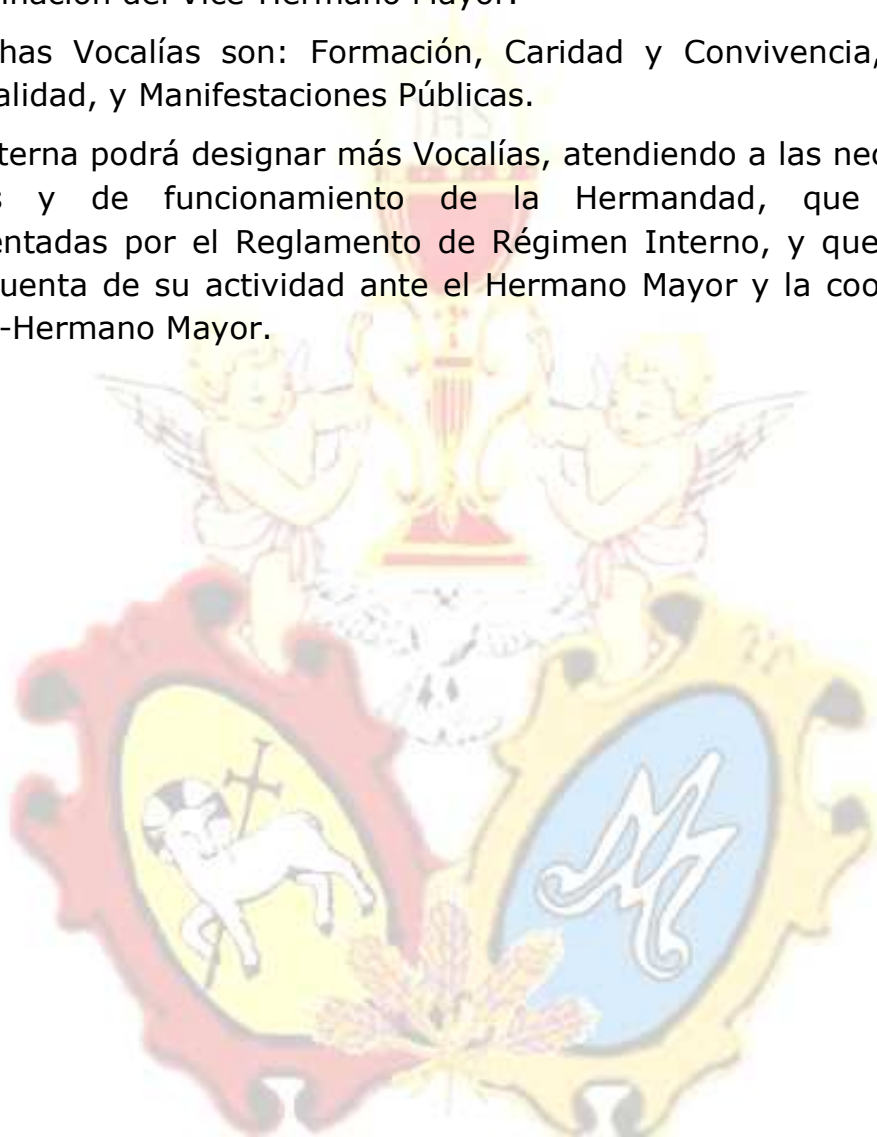 inación del Vice-Hermano Mayor.
has Vocalías son: Formación, Caridad y Convivencia,
alidad, y Manifestaciones Públicas.
terna podrá designar más Vocalías, atendiendo a las nec
s y de funcionamiento de la Hermandad, que
entadas por el Reglamento de Régimen Interno, y que
uenta de su actividad ante el Hermano Mayor y la coo
-Hermano Mayor.
JHS